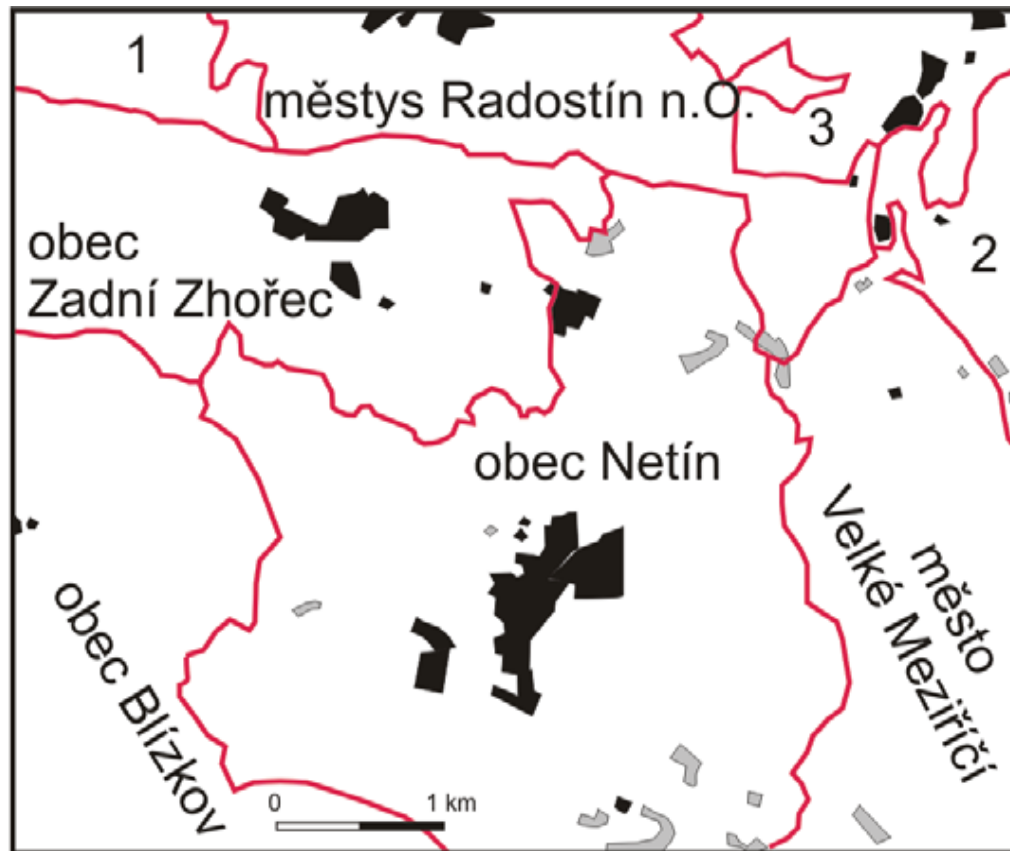 1
městys Radostín n.O.
3
2
obec
Zadní Zhořec
obec Netín
město
Velké Meziříčí
obec Blízkov
0
1 km